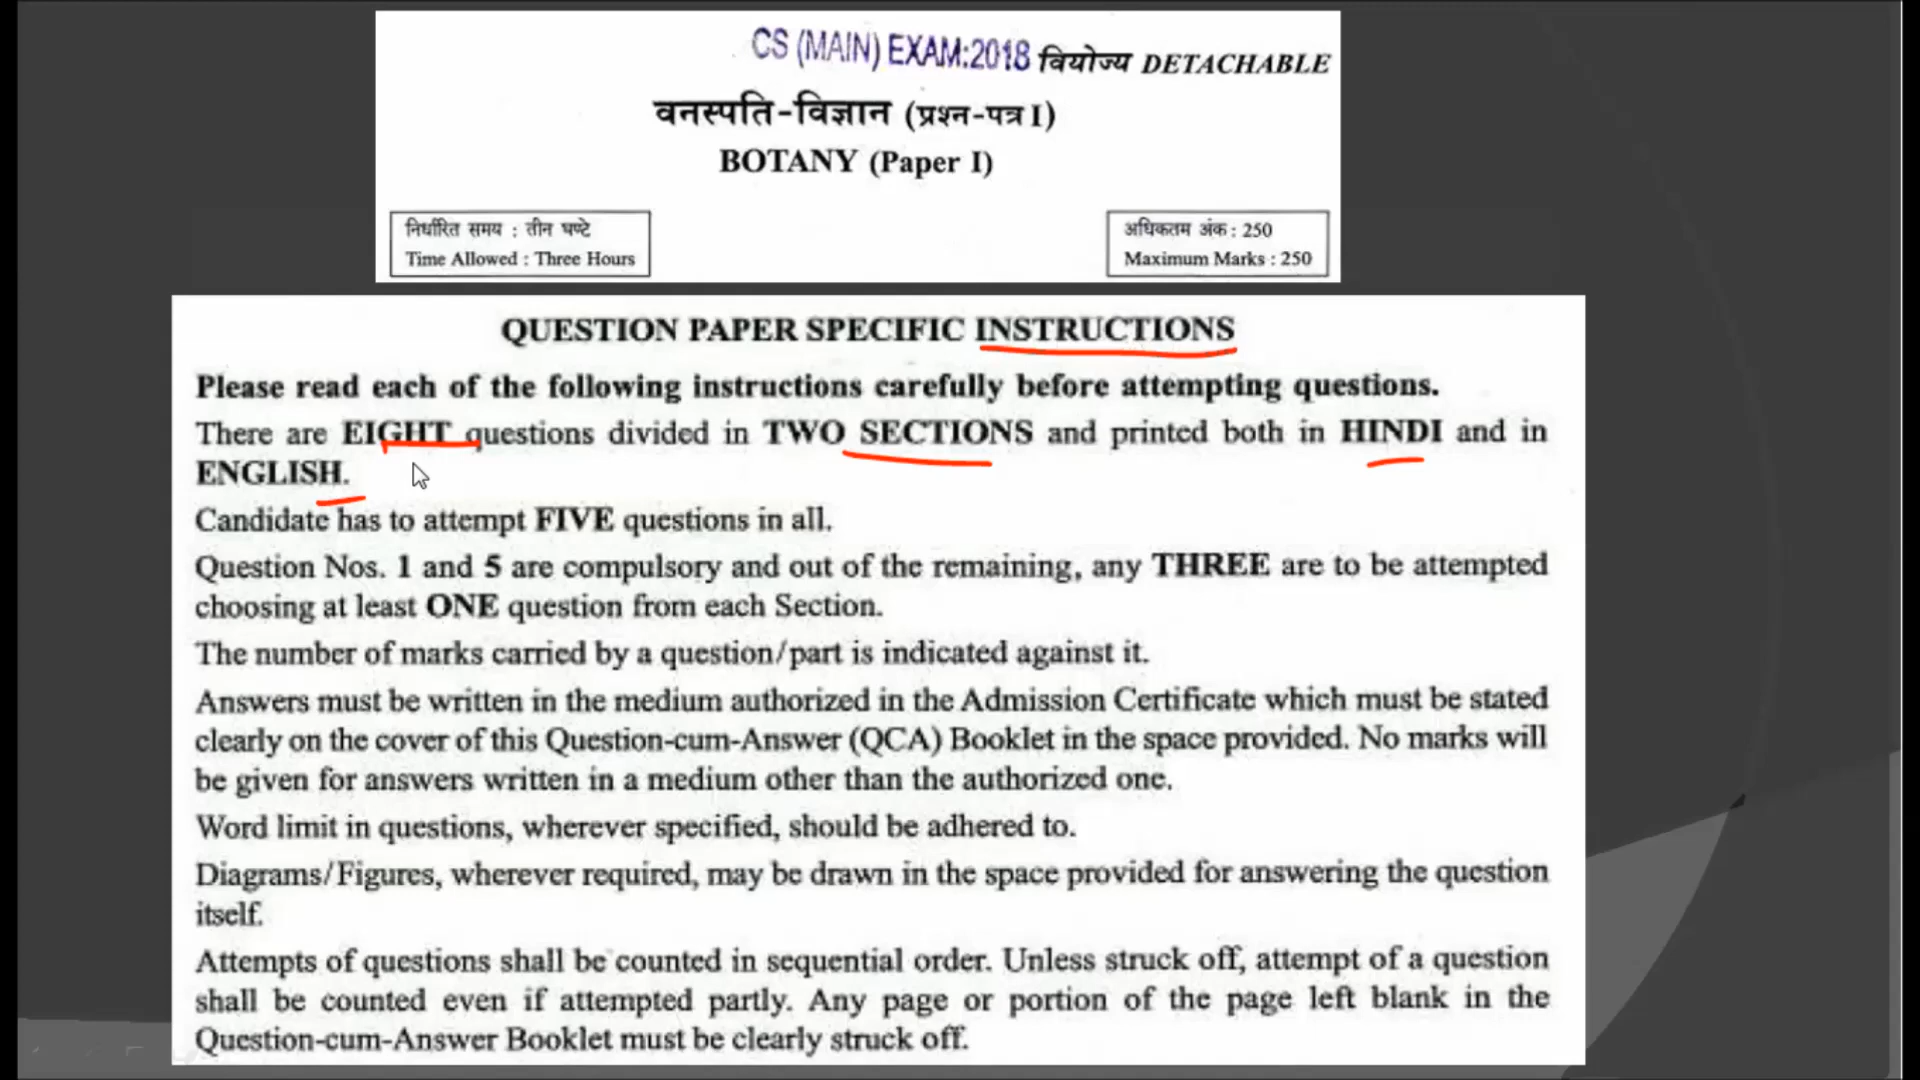 CS (MAIN) EXAM:2018 वियोज्य DETACHABLE
वनस्पति-विज्ञान (प्रश्न-पत्र I)
BOTANY (Paper I)
निर्धारित समय : तीन घण्टे
Time Allowed : Three Hours
अधिकतम अंक : 250
Maximum Marks : 250
QUESTION PAPER SPECIFIC INSTRUCTIONS
Please read each of the following instructions carefully before attempting questions.
There are EIGHT questions divided in TWO SECTIONS and printed both in HINDI and in
ENGLISH.
Candidate has to attempt FIVE questions in all.
Question Nos. 1 and 5 are compulsory and out of the remaining, any THREE are to be attempted
choosing at least ONE question from each Section.
The number of marks carried by a question/part is indicated against it.
Answers must be written in the medium authorized in the Admission Certificate which must be stated
clearly on the cover of this Question-cum-Answer (QCA) Booklet in the space provided. No marks will
be given for answers written in a medium other than the authorized one.
Word limit in questions, wherever specified, should be adhered to.
Diagrams/Figures, wherever required, may be drawn in the space provided for answering the question
itself.
Attempts of questions shall be counted in sequential order. Unless struck off, attempt of a question
shall be counted even if attempted partly. Any page or portion of the page left blank in the
Question-cum-Answer Booklet must be clearly struck off.